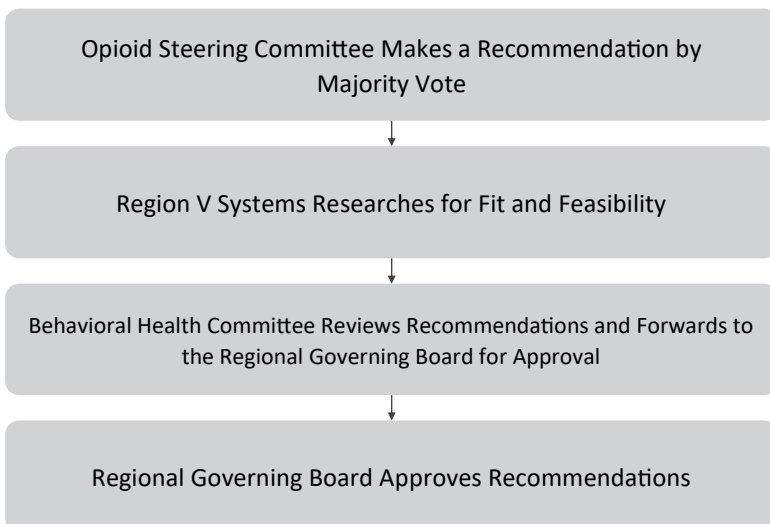 Opioid Steering Committee Makes a Recommendation by
Majority Vote
Region V Systems Researches for Fit and Feasibility
Behavioral Health Committee Reviews Recommendations and Forwards to
the Regional Governing Board for Approval
Regional Governing Board Approves Recommendations